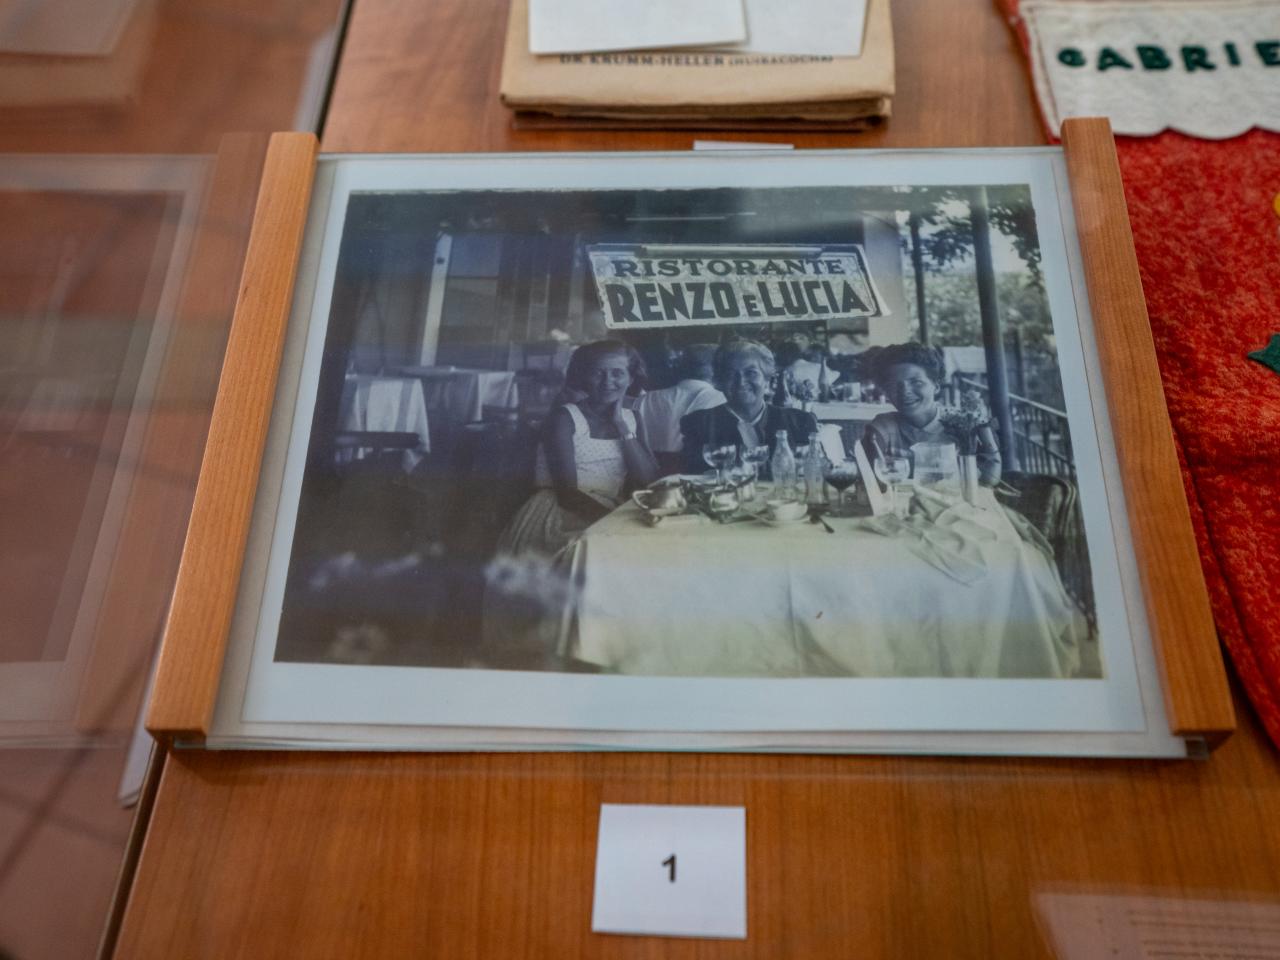 DR KRUMM-HELLER (HUIRACOCHA)
GABRIE
RISTORANTE
RENZO E LUCIA
1